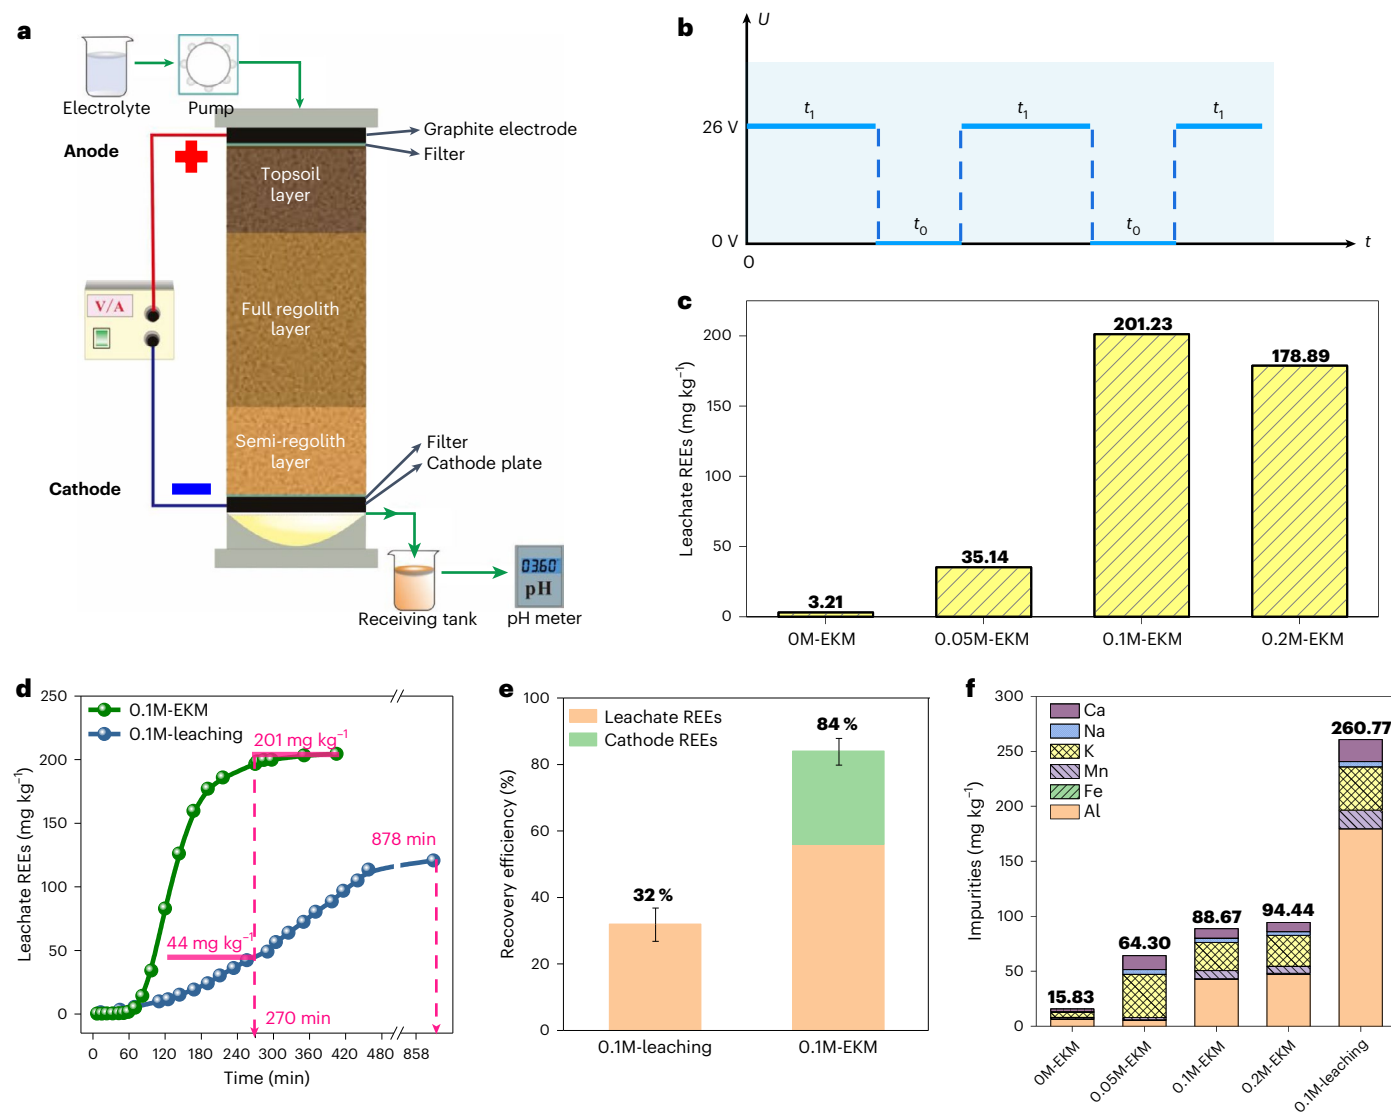 a
Electrolyte
Pump
Graphite electrode
Anode
Filter
Topsoil
layer
V/A
Full regolith
layer
Semi-regolith
layer
Filter
Cathode plate
Cathode
03.60
pH
Receiving tank
pH meter
b
U
t1
t1
t1
26 V
t0
t0
0 V
t
0
c
Leachate REEs (mg kg−1)
200
150
100
50
0
3.21
35.14
201.23
178.89
0M-EKM
0.05M-EKM
0.1M-EKM
0.2M-EKM
d
Leachate REEs (mg kg−1)
250
200
150
100
50
0
0.1M-EKM
0.1M-leaching
201 mg kg−1
878 min
44 mg kg−1
270 min
0 60 120 180 240 300 360 420 480 858
Time (min)
e
Recovery efficiency (%)
100
80
60
40
20
0
Leachate REEs
Cathode REEs
84 %
32 %
0.1M-leaching
0.1M-EKM
f
Impurities (mg kg−1)
300
250
200
150
100
50
0
Ca
Na
K
Mn
Fe
Al
15.83
64.30
88.67
94.44
260.77
0M-EKM
0.05M-EKM
0.1M-EKM
0.2M-EKM
0.1M-leaching